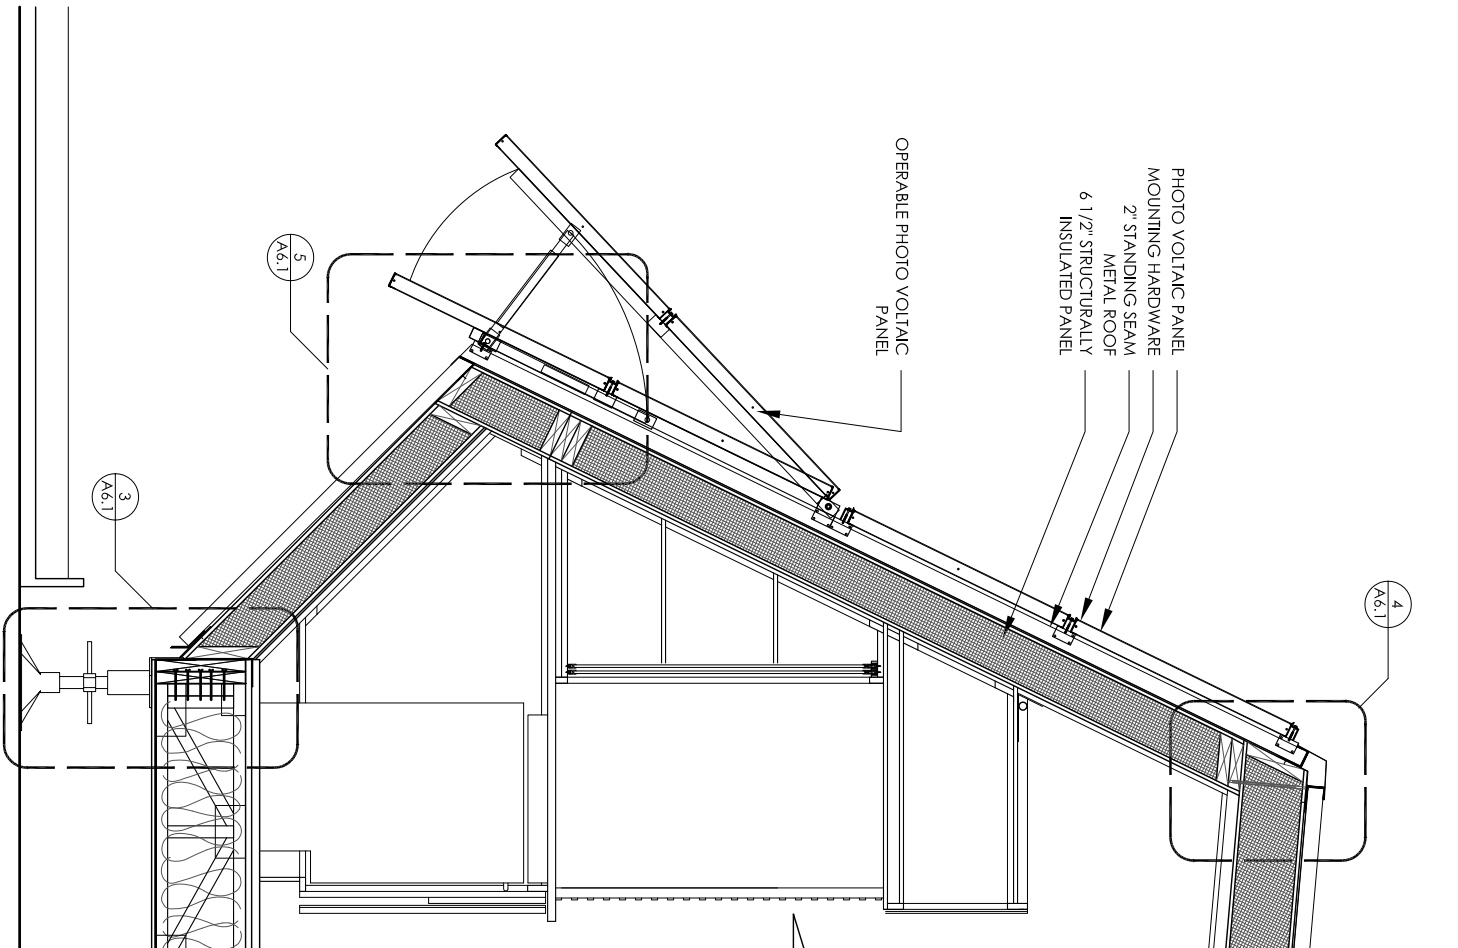 PHOTO VOLTAIC PANEL
MOUNTING HARDWARE
2" STANDING SEAM
METAL ROOF
6 1/2" STRUCTURALLY
INSULATED PANEL
OPERABLE PHOTO VOLTAIC
PANEL
4
A6.1
5
A6.1
3
A6.1